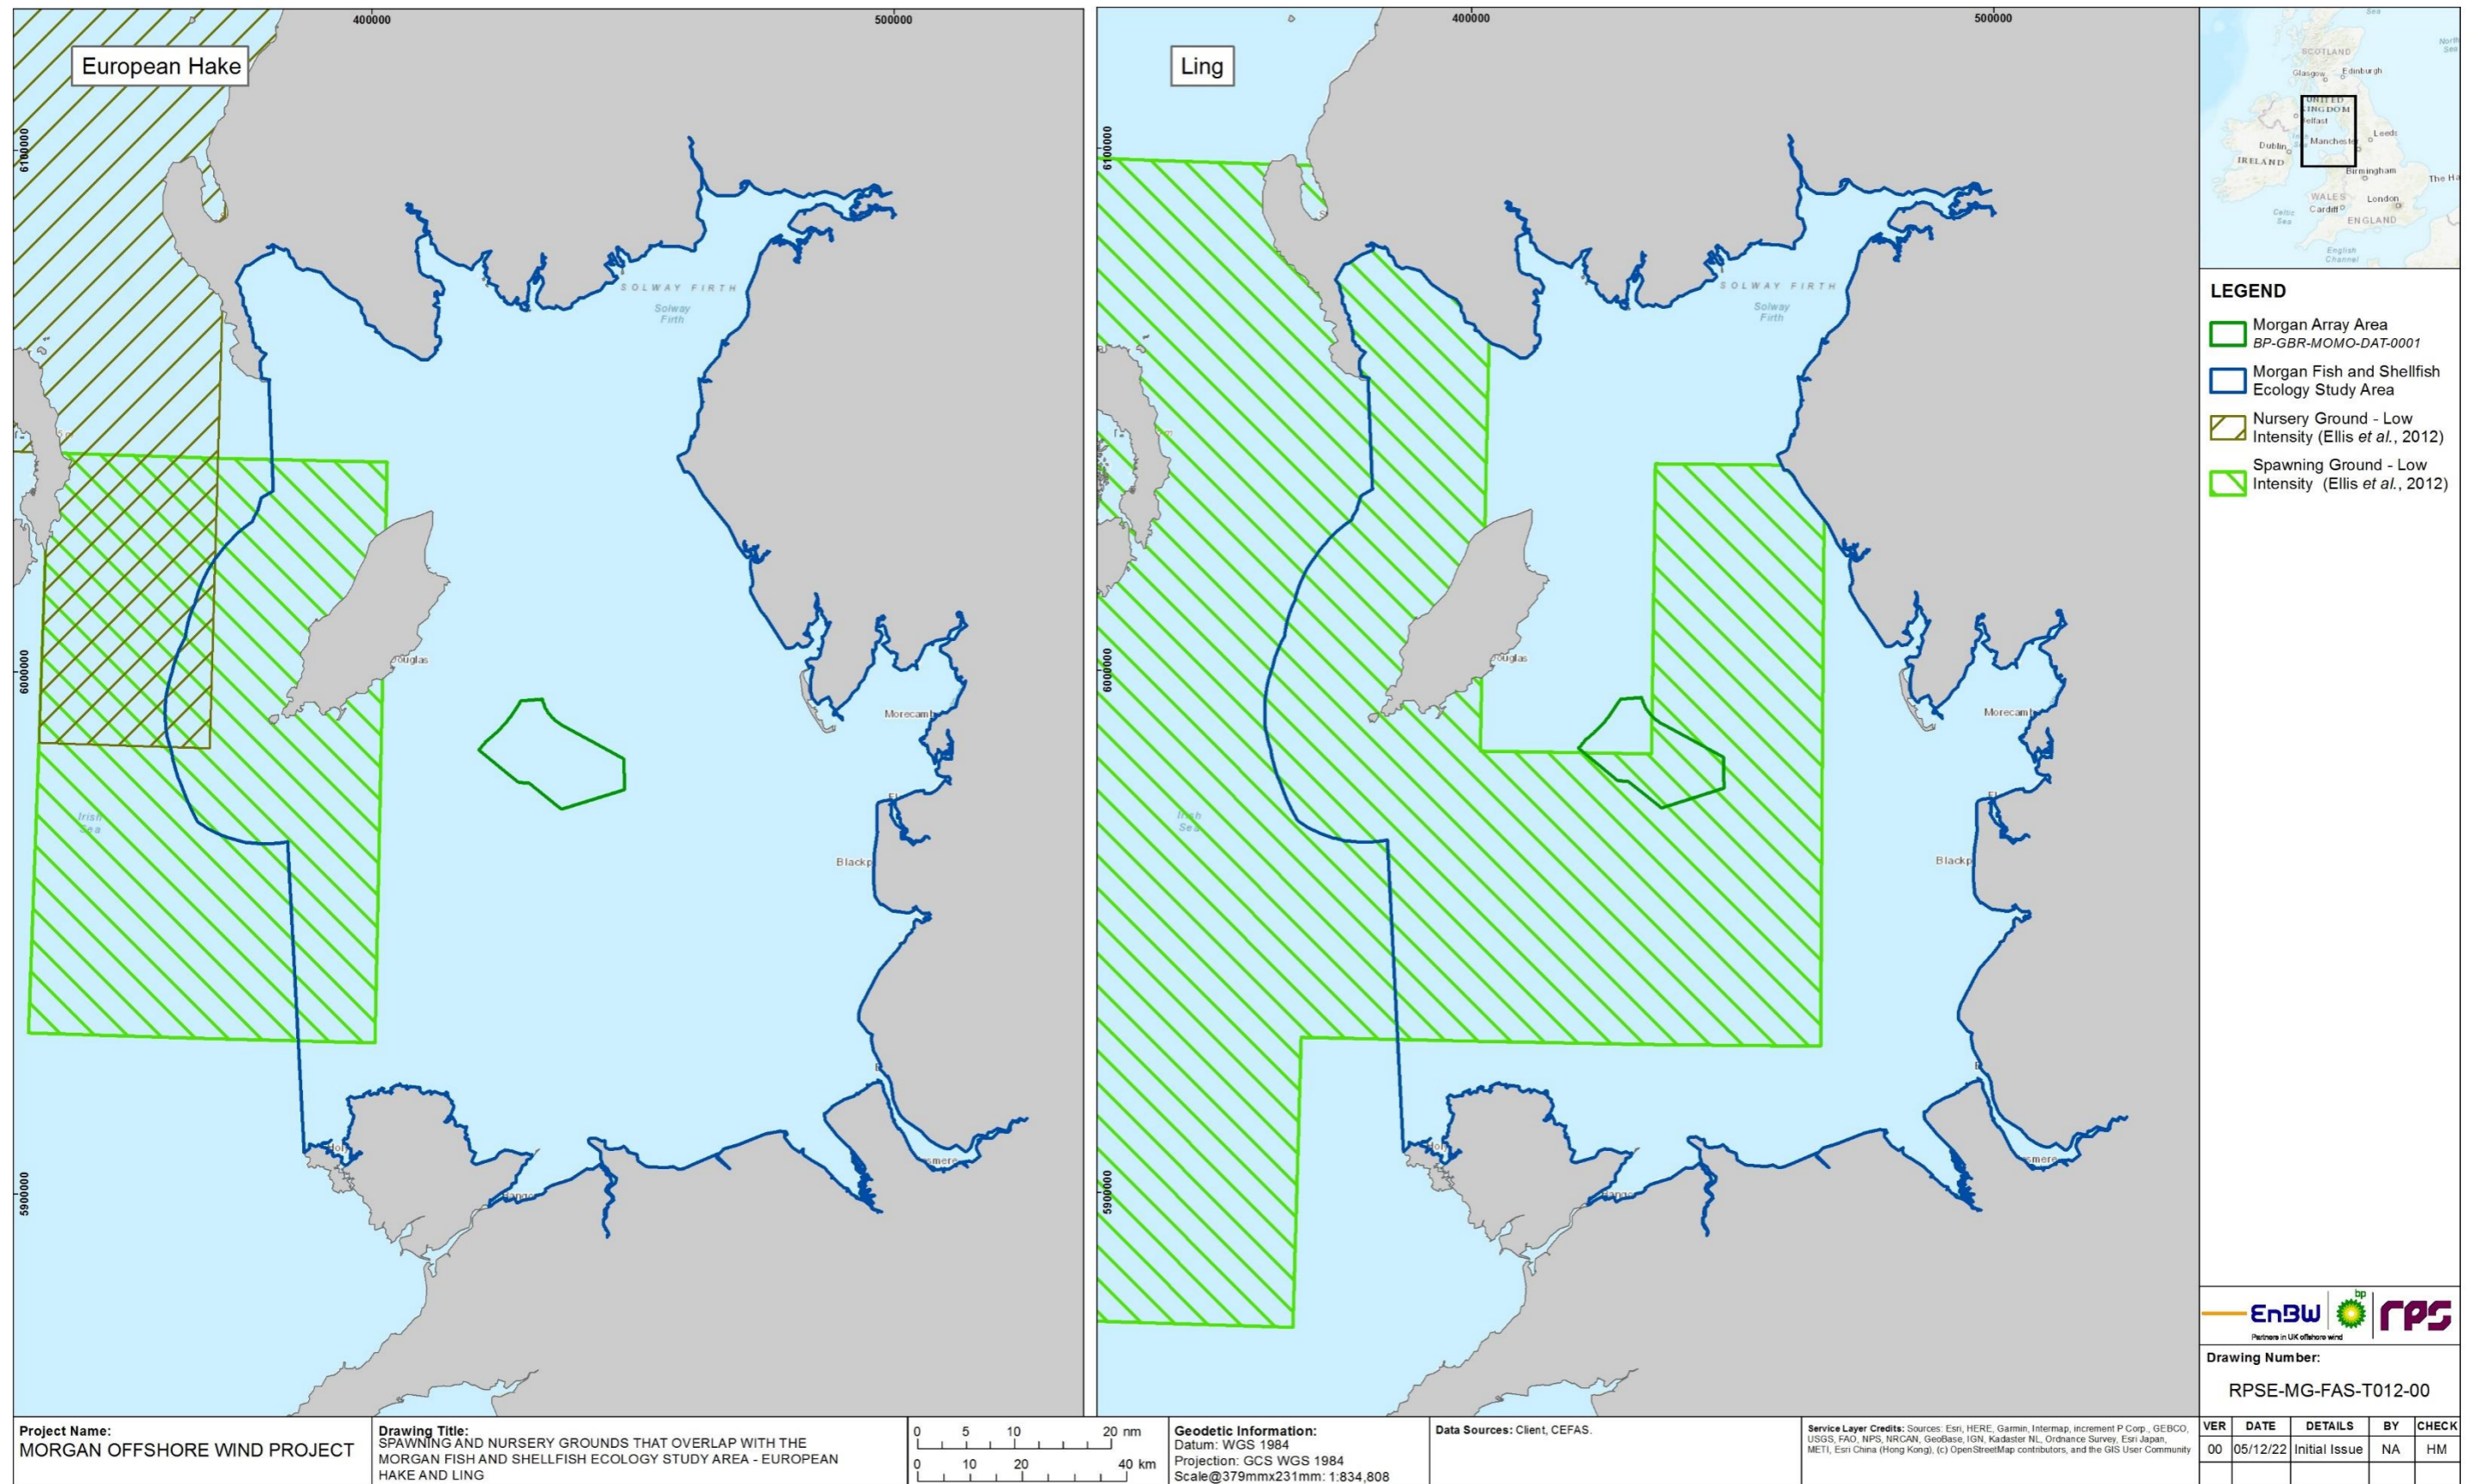 400000
500000
European Hake
6100000
6000000
5900000
SOLWAY FIRTH
Solway
Firth
Irish
Sea
Morecamb
400000
500000
Ling
6100000
6000000
5900000
SOLWAY FIRTH
Solway
Firth
Irish
Sea
Morecamb
SCOTLAND
North
Sea
Glasgow
Edinburgh
UNITED
KINGDOM
Leeds
Dublin
Manchester
IRELAND
Birmingham
WALES
London
Cardiff
ENGLAND
Celtic
Sea
English
Channel
LEGEND
Morgan Array Area
BP-GBR-MOMO-DAT-0001
Morgan Fish and Shellfish
Ecology Study Area
Nursery Ground - Low
Intensity (Ellis et al., 2012)
Spawning Ground - Low
Intensity (Ellis et al., 2012)
EnBW
bp
rps
Partners in UK offshore wind
Drawing Number:
RPSE-MG-FAS-T012-00
VER DATE DETAILS BY CHECK
00 05/12/22 Initial Issue NA HM
Project Name:
MORGAN OFFSHORE WIND PROJECT
Drawing Title:
SPAWNING AND NURSERY GROUNDS THAT OVERLAP WITH THE
MORGAN FISH AND SHELLFISH ECOLOGY STUDY AREA - EUROPEAN
HAKE AND LING
0 5 10 20 nm
0 10 20 40 km
Geodetic Information:
Datum: WGS 1984
Projection: GCS WGS 1984
Scale@379mmx231mm: 1:834,808
Data Sources: Client, CEFAS.
Service Layer Credits: Sources: Esri, HERE, Garmin, Intermap, increment P Corp., GEBCO,
USGS, FAO, NPS, NRCAN, GeoBase, IGN, Kadaster NL, Ordnance Survey, Esri Japan,
METI, Esri China (Hong Kong), (c) OpenStreetMap contributors, and the GIS User Community